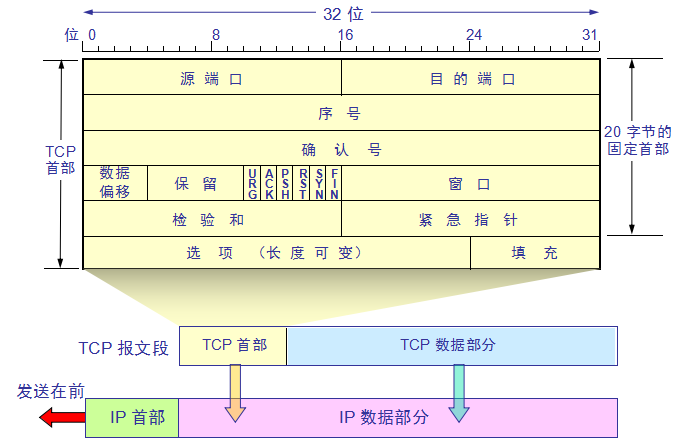 32 位
位 0 8 16 24 31
源 端 口 目 的 端 口
序 号
TCP
首部
20 字节的
固定首部
确 认 号
数据
偏移
保 留
URG
ACK
PSH
RST
SYN
FIN
窗 口
检 验 和 紧 急 指 针
选 项 （长 度 可 变） 填 充
TCP 报文段 TCP 首部 TCP 数据部分
发送在前
IP 首部 IP 数据部分